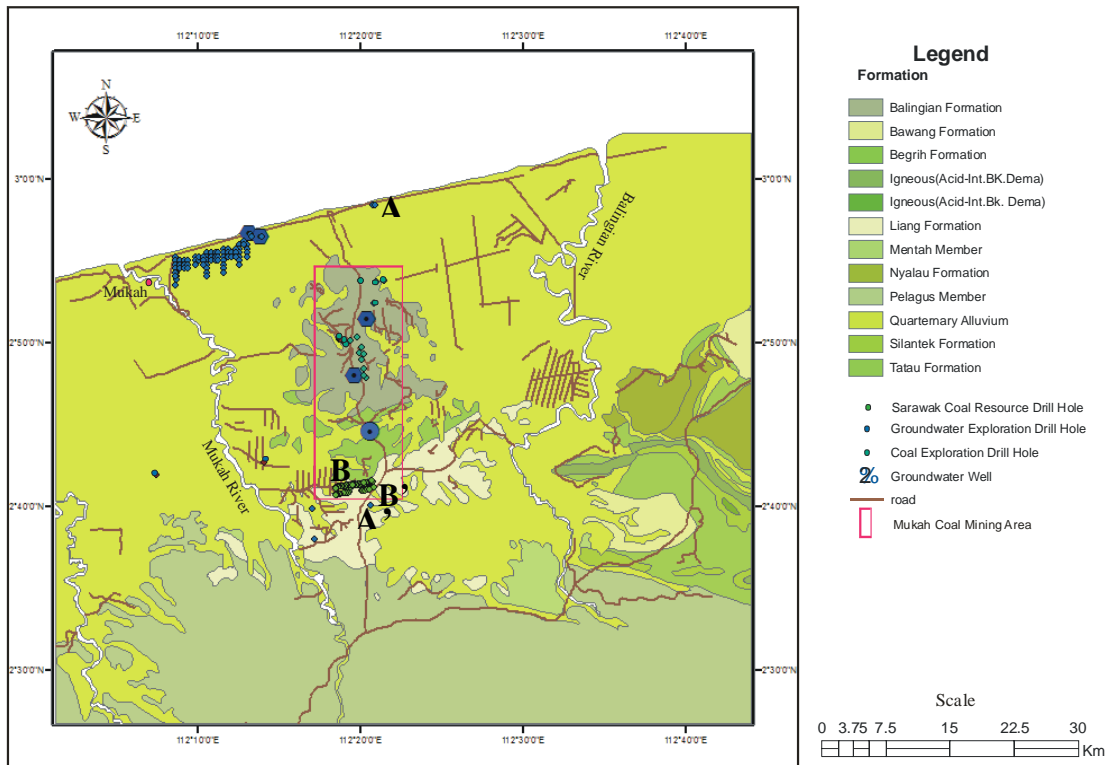 112°10'0"E 112°20'0"E 112°30'0"E 112°40'0"E
N
W E
S
3°00'0"N 3°00'0"N
A
Balingian River
Mukah
2°50'0"N 2°50'0"N
Mukah River
B
B'
2°40'0"N 2°40'0"N
A'
2°30'0"N 2°30'0"N
112°10'0"E 112°20'0"E 112°30'0"E 112°40'0"E
Legend
Formation
Balingian Formation
Bawang Formation
Begrih Formation
Igneous(Acid-Int.BK.Dema)
Igneous(Acid-Int.Bk. Dema)
Liang Formation
Mentah Member
Nyalau Formation
Pelagus Member
Quarternary Alluvium
Silantek Formation
Tatau Formation
Sarawak Coal Resource Drill Hole
Groundwater Exploration Drill Hole
Coal Exploration Drill Hole
Groundwater Well
road
Mukah Coal Mining Area
Scale
0 3.75 7.5 15 22.5 30
Km